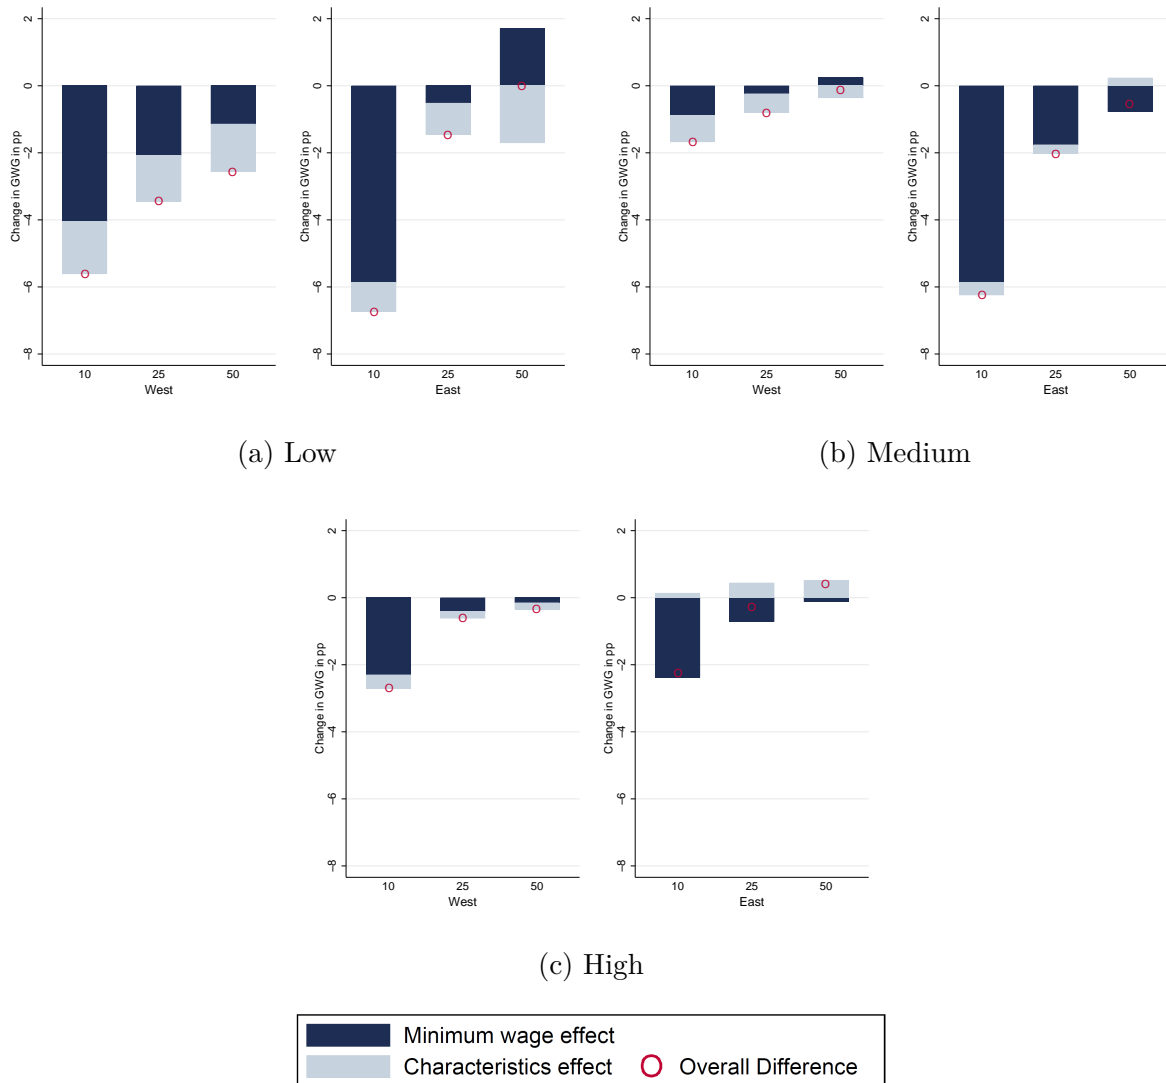 2
0
−2
−4
−6
−8
Change in GWG in pp
10 25 50
West
2
0
−2
−4
−6
−8
Change in GWG in pp
10 25 50
East
(a) Low
2
0
−2
−4
−6
−8
Change in GWG in pp
10 25 50
West
2
0
−2
−4
−6
−8
Change in GWG in pp
10 25 50
East
(b) Medium
2
0
−2
−4
−6
−8
Change in GWG in pp
10 25 50
West
2
0
−2
−4
−6
−8
Change in GWG in pp
10 25 50
East
(c) High
Minimum wage effect
Characteristics effect Overall Difference